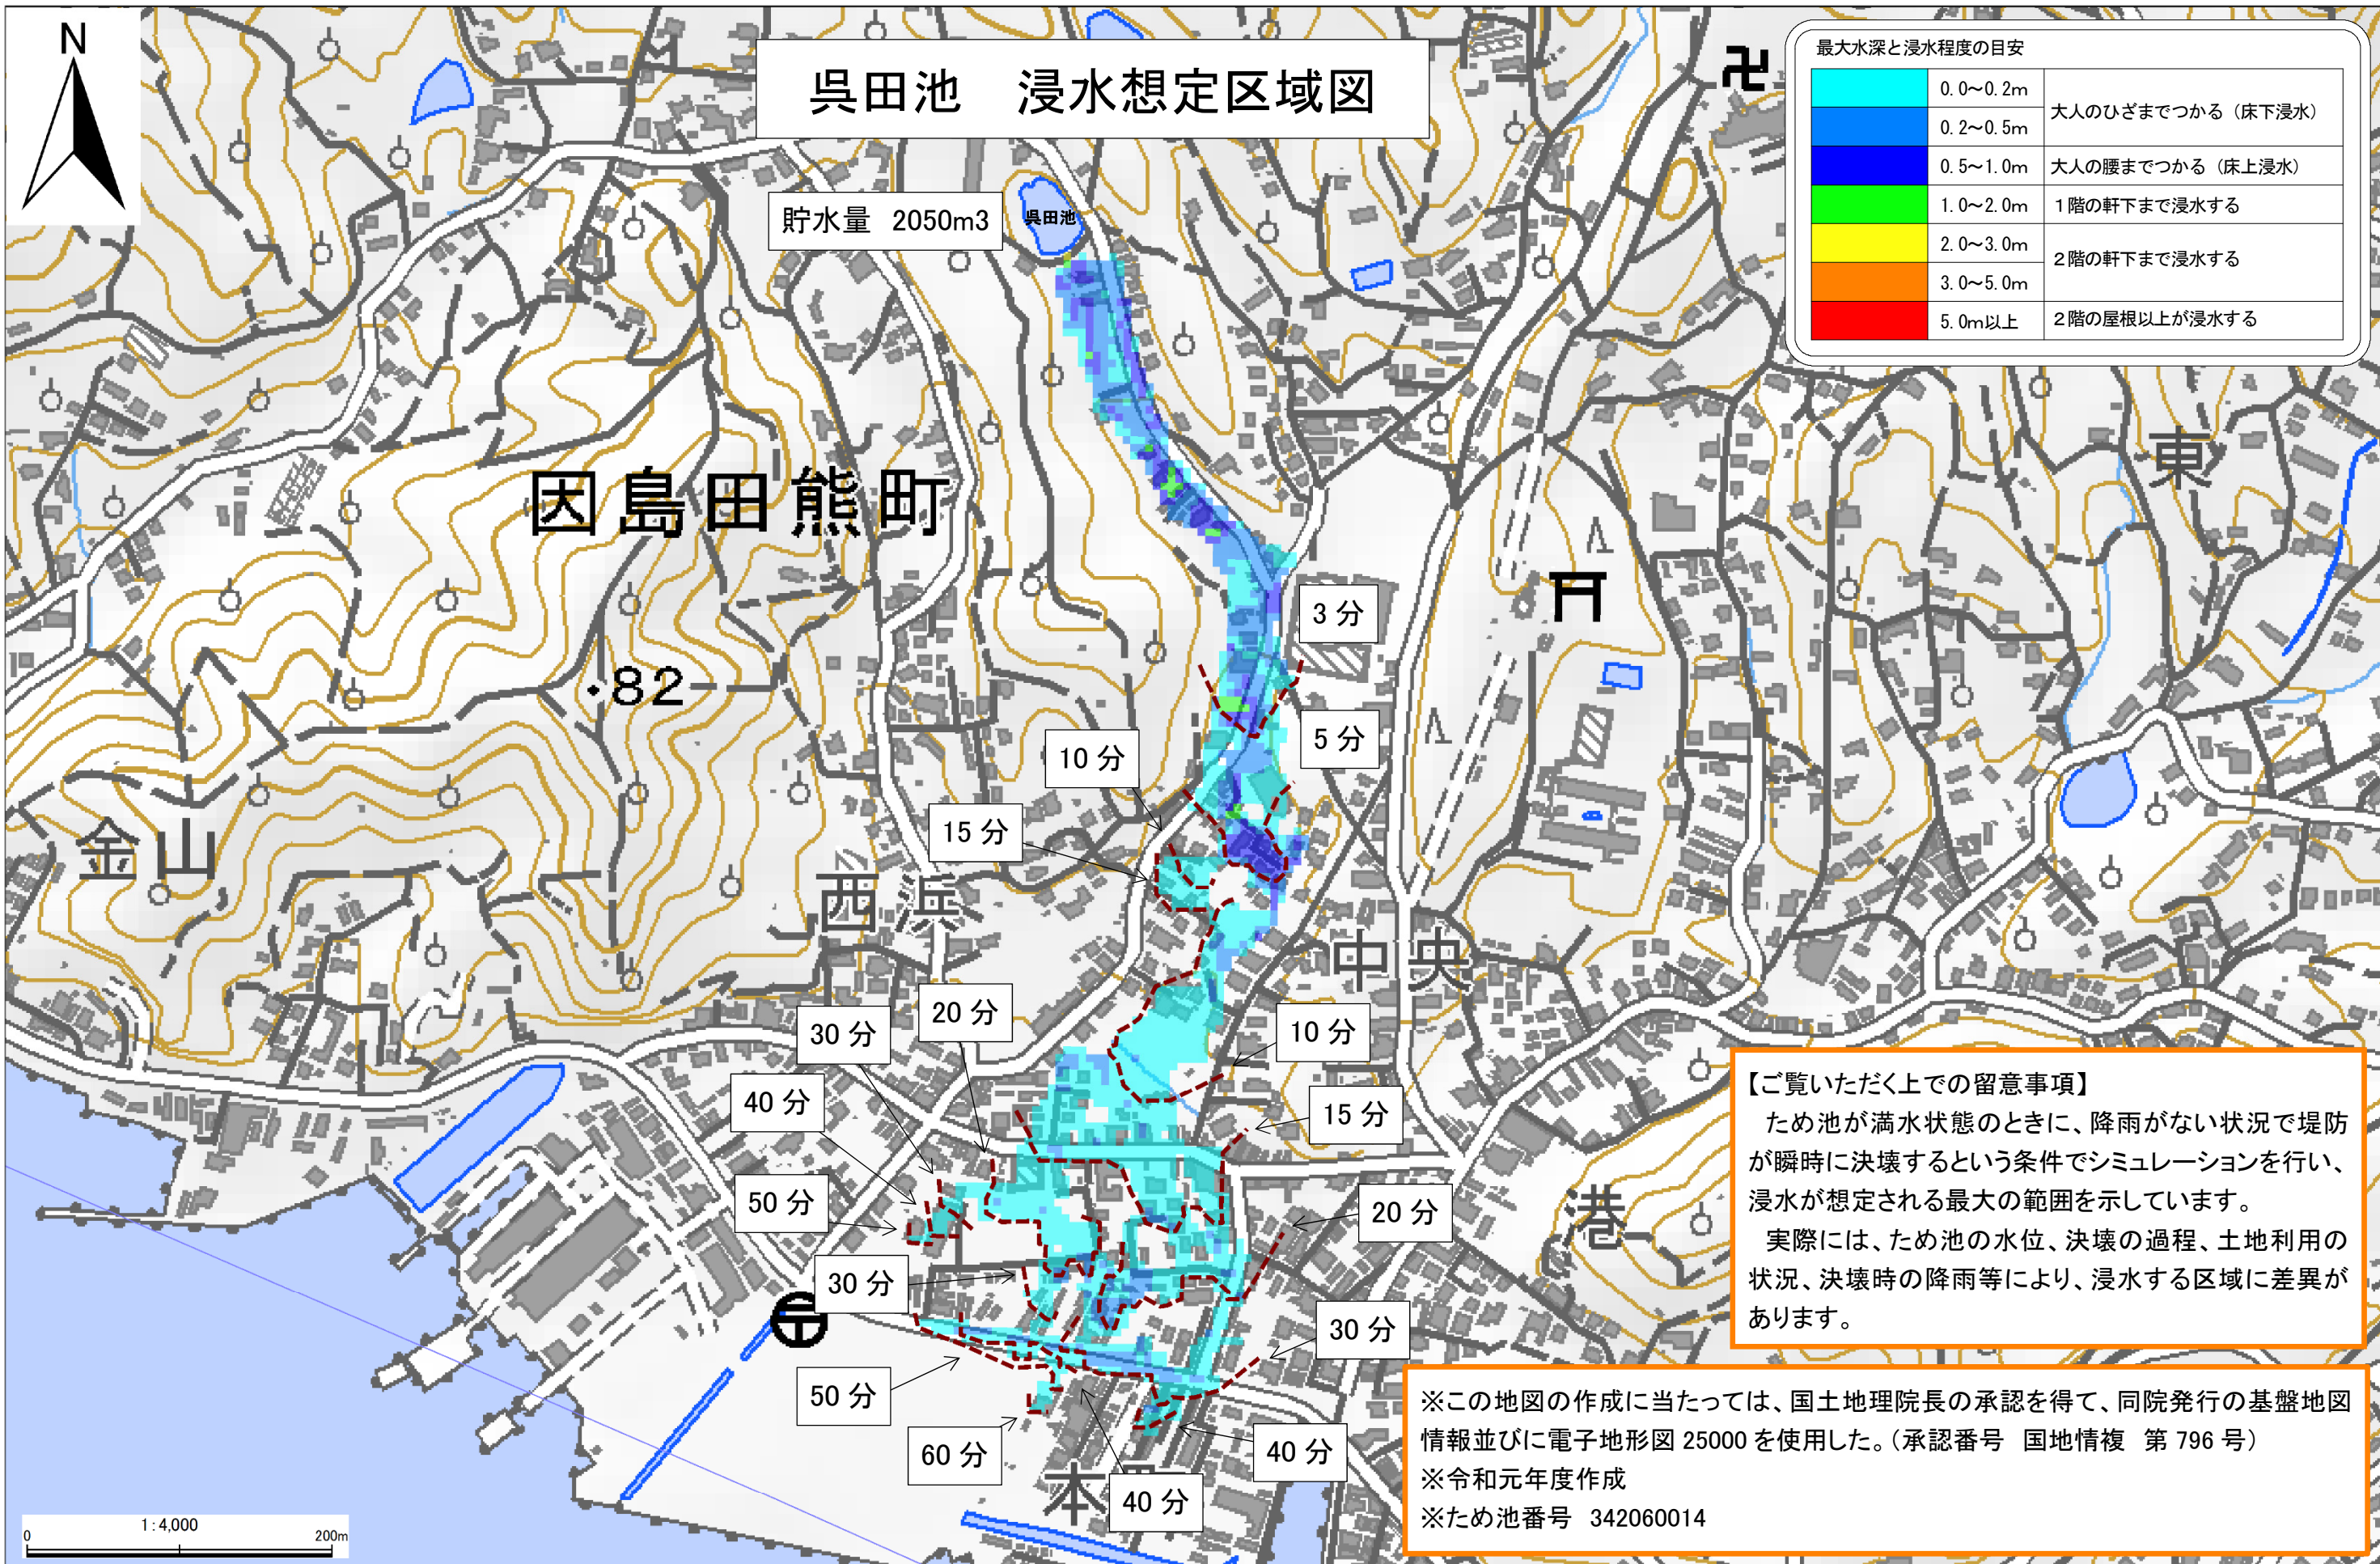 N
呉田池　浸水想定区域図
最大水深と浸水程度の目安
0.0～0.2m
大人のひざまでつかる（床下浸水）
0.2～0.5m
0.5～1.0m 大人の腰までつかる（床上浸水）
1.0～2.0m 1階の軒下まで浸水する
2.0～3.0m
2階の軒下まで浸水する
3.0～5.0m
5.0m以上 2階の屋根以上が浸水する
貯水量　2050m3
呉田池
因島田熊町
東
3分
・82
5分
10分
15分
金山
西浜
中央
20分
30分
10分
40分
15分
50分
20分
港
30分
30分
50分
60分
40分
本
40分
【ご覧いただく上での留意事項】
　ため池が満水状態のときに、降雨がない状況で堤防
が瞬時に決壊するという条件でシミュレーションを行い、
浸水が想定される最大の範囲を示しています。
　実際には、ため池の水位、決壊の過程、土地利用の
状況、決壊時の降雨等により、浸水する区域に差異が
あります。
※この地図の作成に当たっては、国土地理院長の承認を得て、同院発行の基盤地図
情報並びに電子地形図 25000 を使用した。（承認番号　国地情複　第 796 号）
※令和元年度作成
※ため池番号　342060014
1:4,000
0 200m